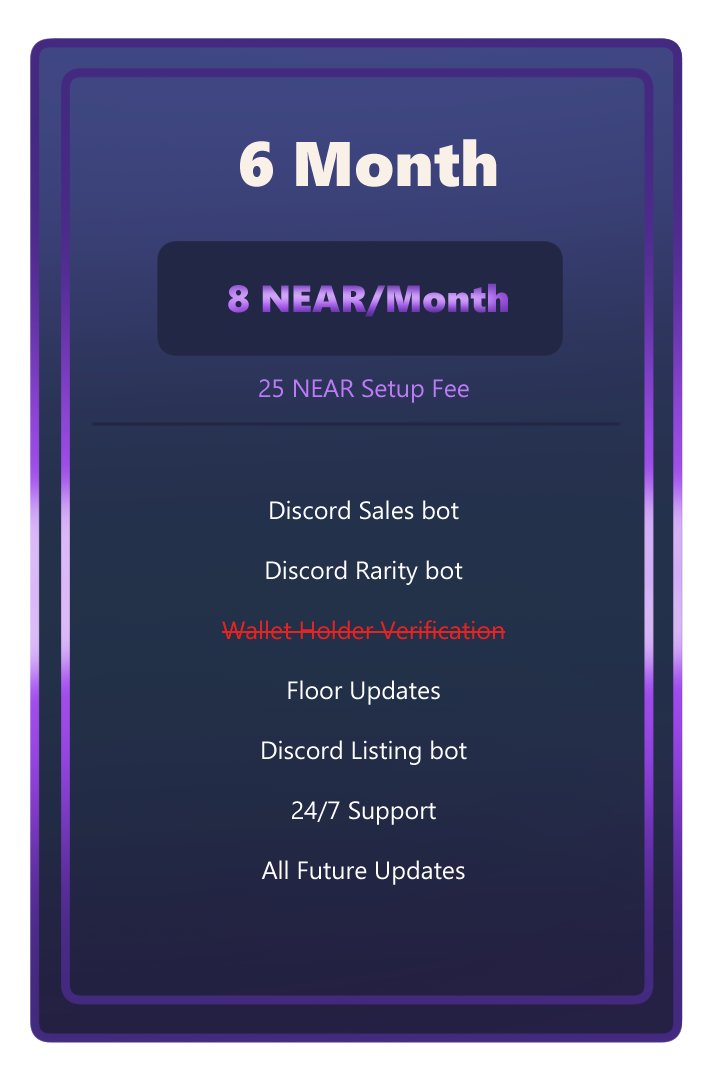 6 Month
8 NEAR/Month
25 NEAR Setup Fee
Discord Sales bot
Discord Rarity bot
Wallet Holder Verification
Floor Updates
Discord Listing bot
24/7 Support
All Future Updates